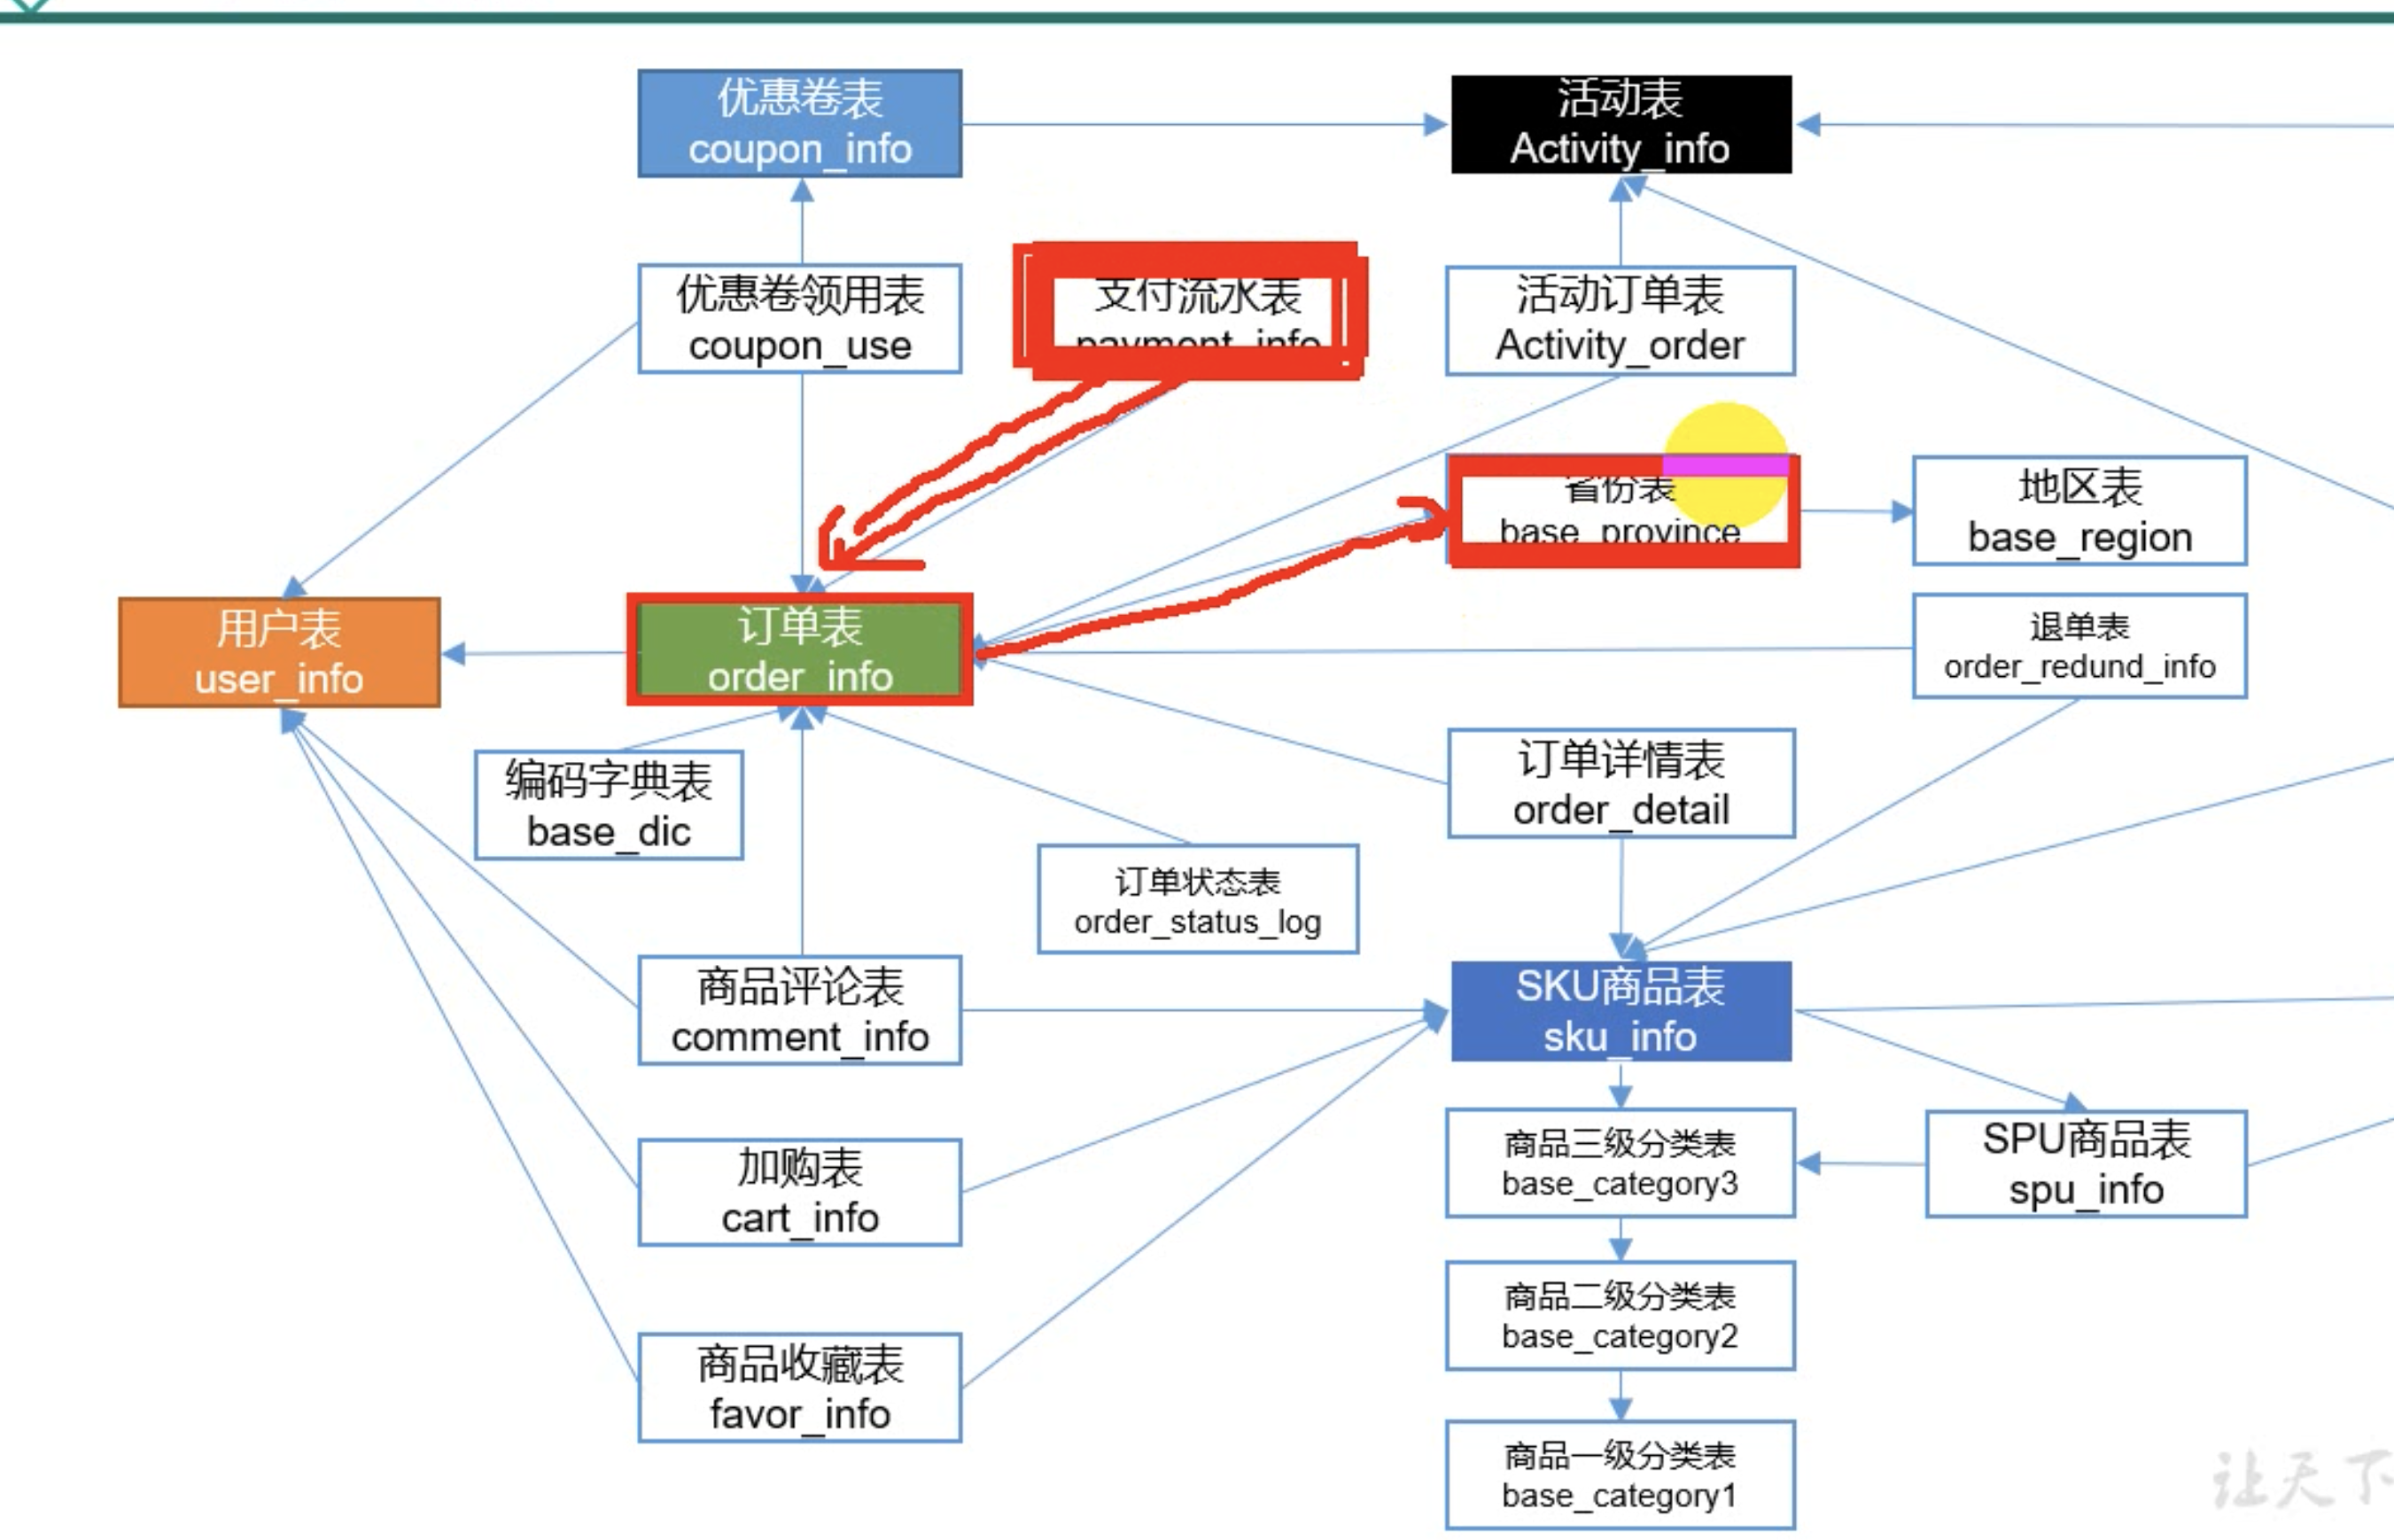 优惠卷表
coupon_info
活动表
Activity_info
优惠卷领用表
coupon_use
支付流水表
payment_info
活动订单表
Activity_order
省份表
base_province
地区表
base_region
用户表
user_info
订单表
order_info
退单表
order_redund_info
编码字典表
base_dic
订单详情表
order_detail
订单状态表
order_status_log
商品评论表
comment_info
SKU商品表
sku_info
加购表
cart_info
商品三级分类表
base_category3
SPU商品表
spu_info
商品二级分类表
base_category2
商品收藏表
favor_info
商品一级分类表
base_category1
让天下